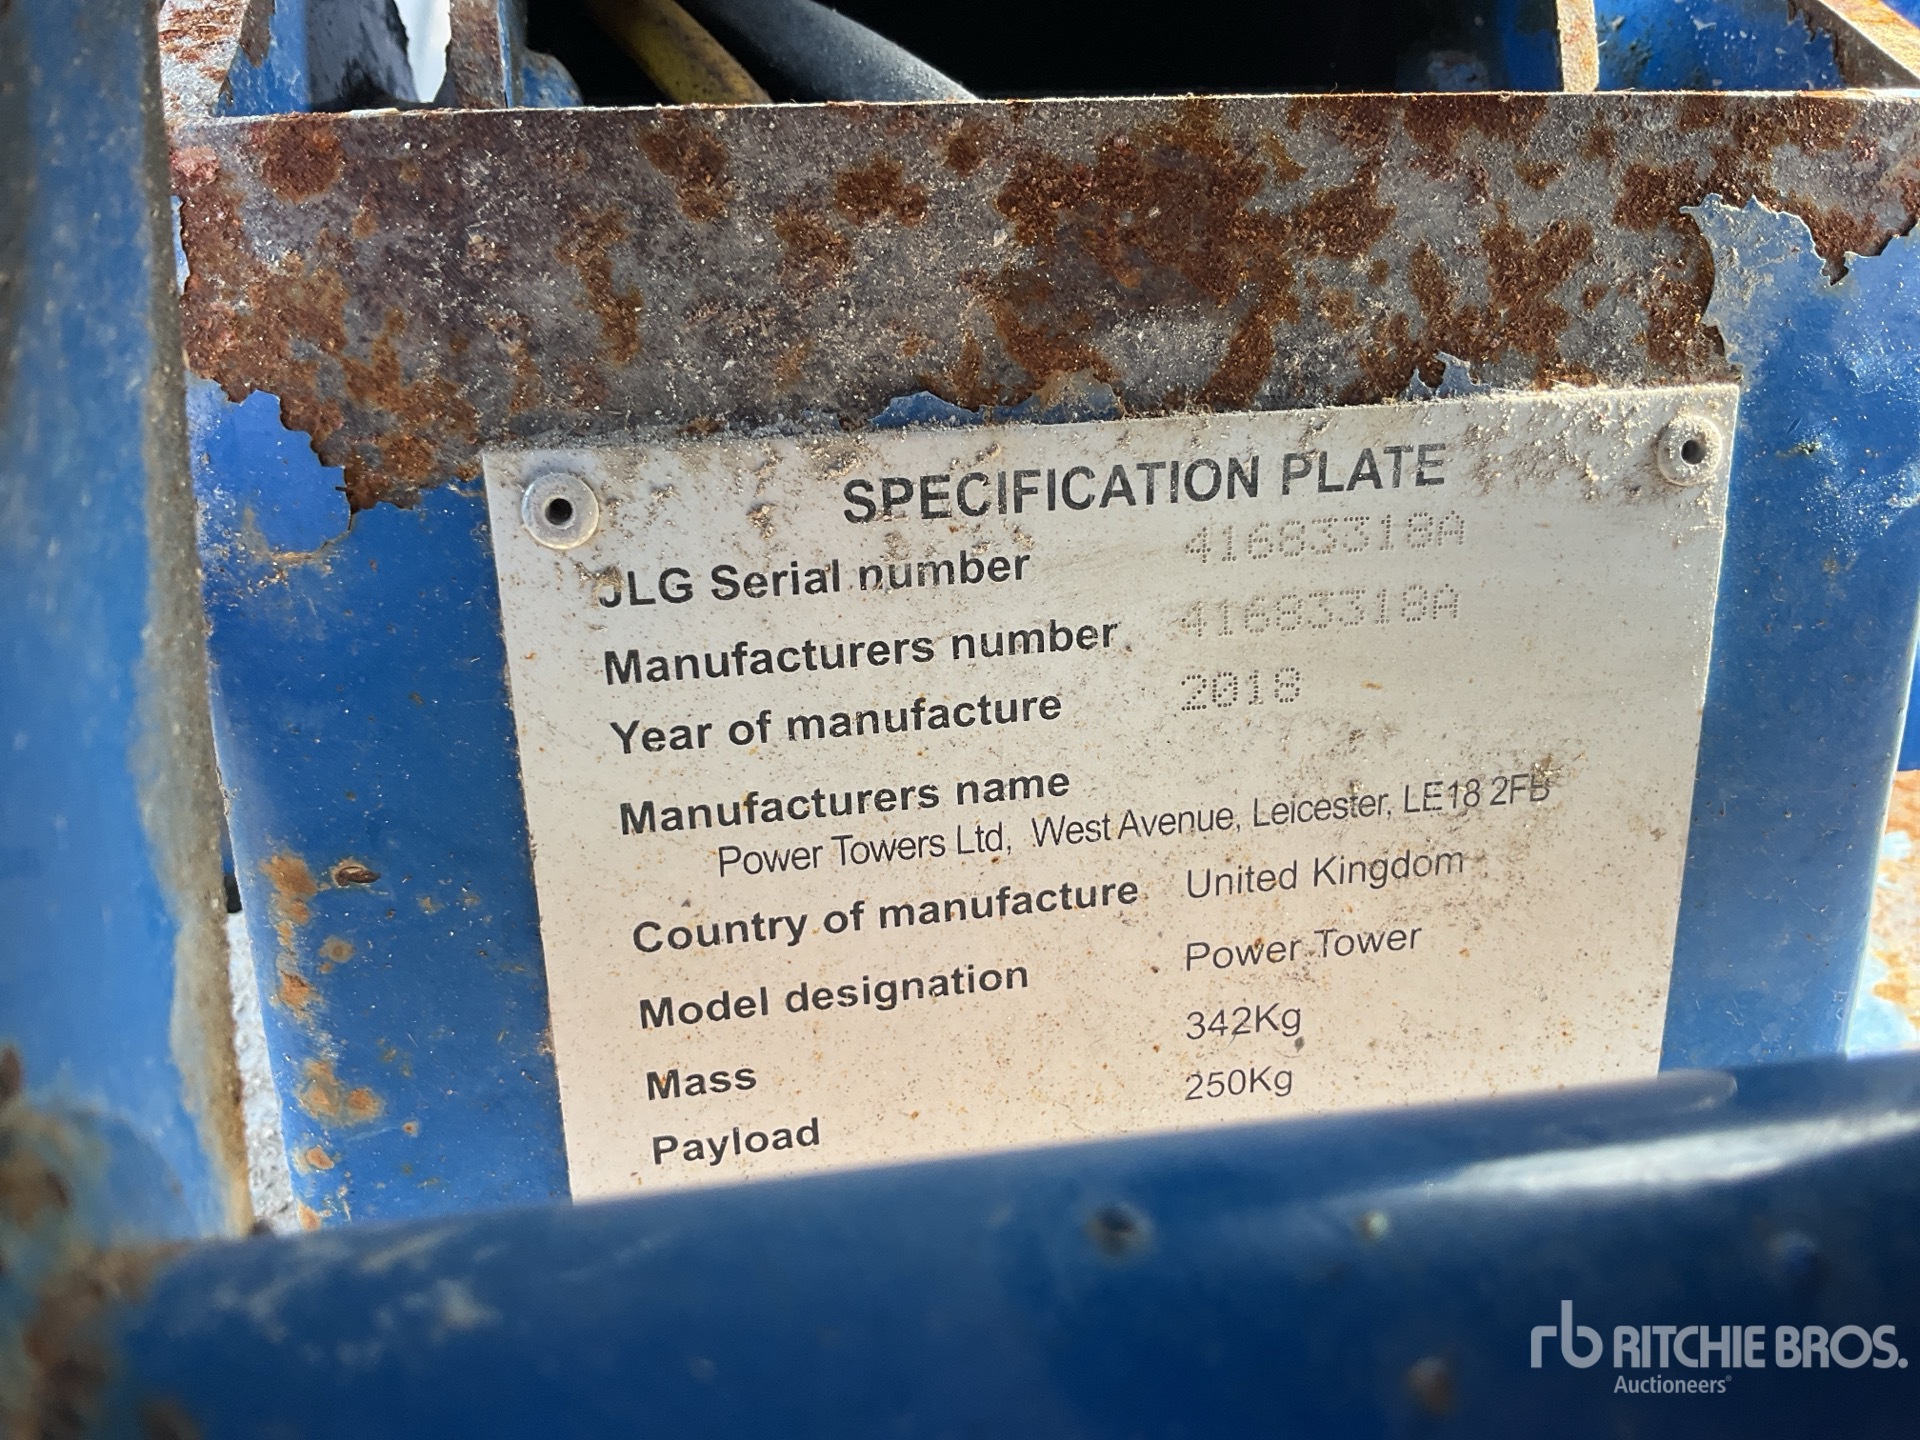 SPECIFICATION PLATE
JLG Serial number 41683318A
Manufacturers number 41683318A
Year of manufacture 2018
Manufacturers name
Power Towers Ltd, West Avenue, Leicester, LE18 2FB
Country of manufacture United Kingdom
Model designation Power Tower
Mass 342Kg
Payload 250Kg
rb RITCHIE BROS.
Auctioneers